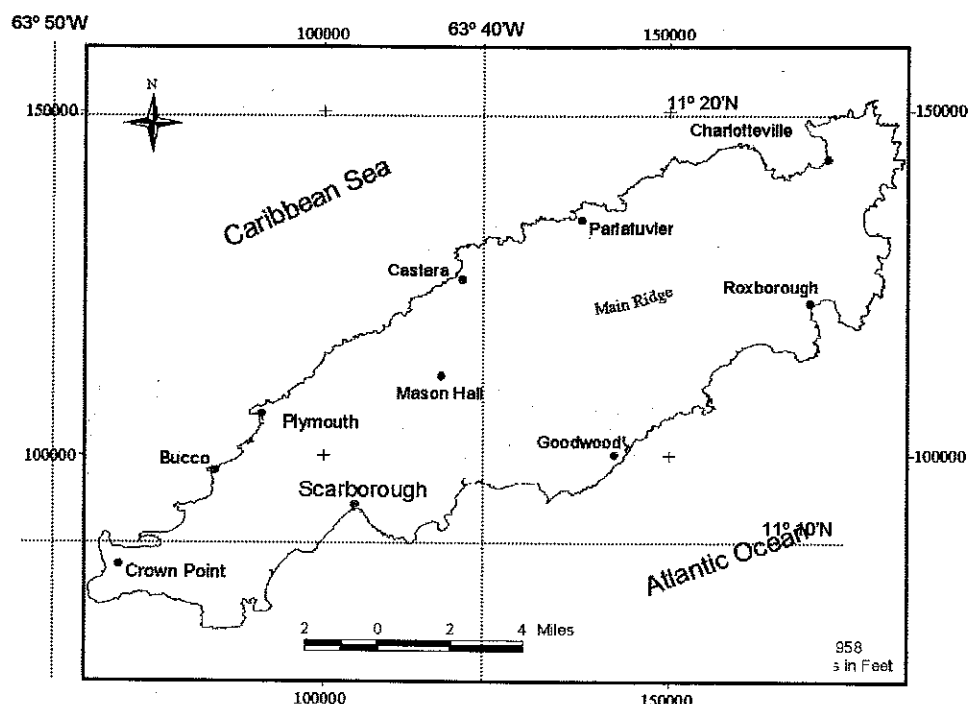 63° 50'W
100000
63° 40'W
150000
N
150000
11° 20'N
150000
Charlotteville
Caribbean Sea
Parlatuvier
Castara
Main Ridge
Roxborough
Mason Hall
Plymouth
Goodwood
Bucco
100000
100000
Scarborough
11° 10'N
Atlantic Ocean
Crown Point
2 0 2 4 Miles
958
s in Feet
100000
150000